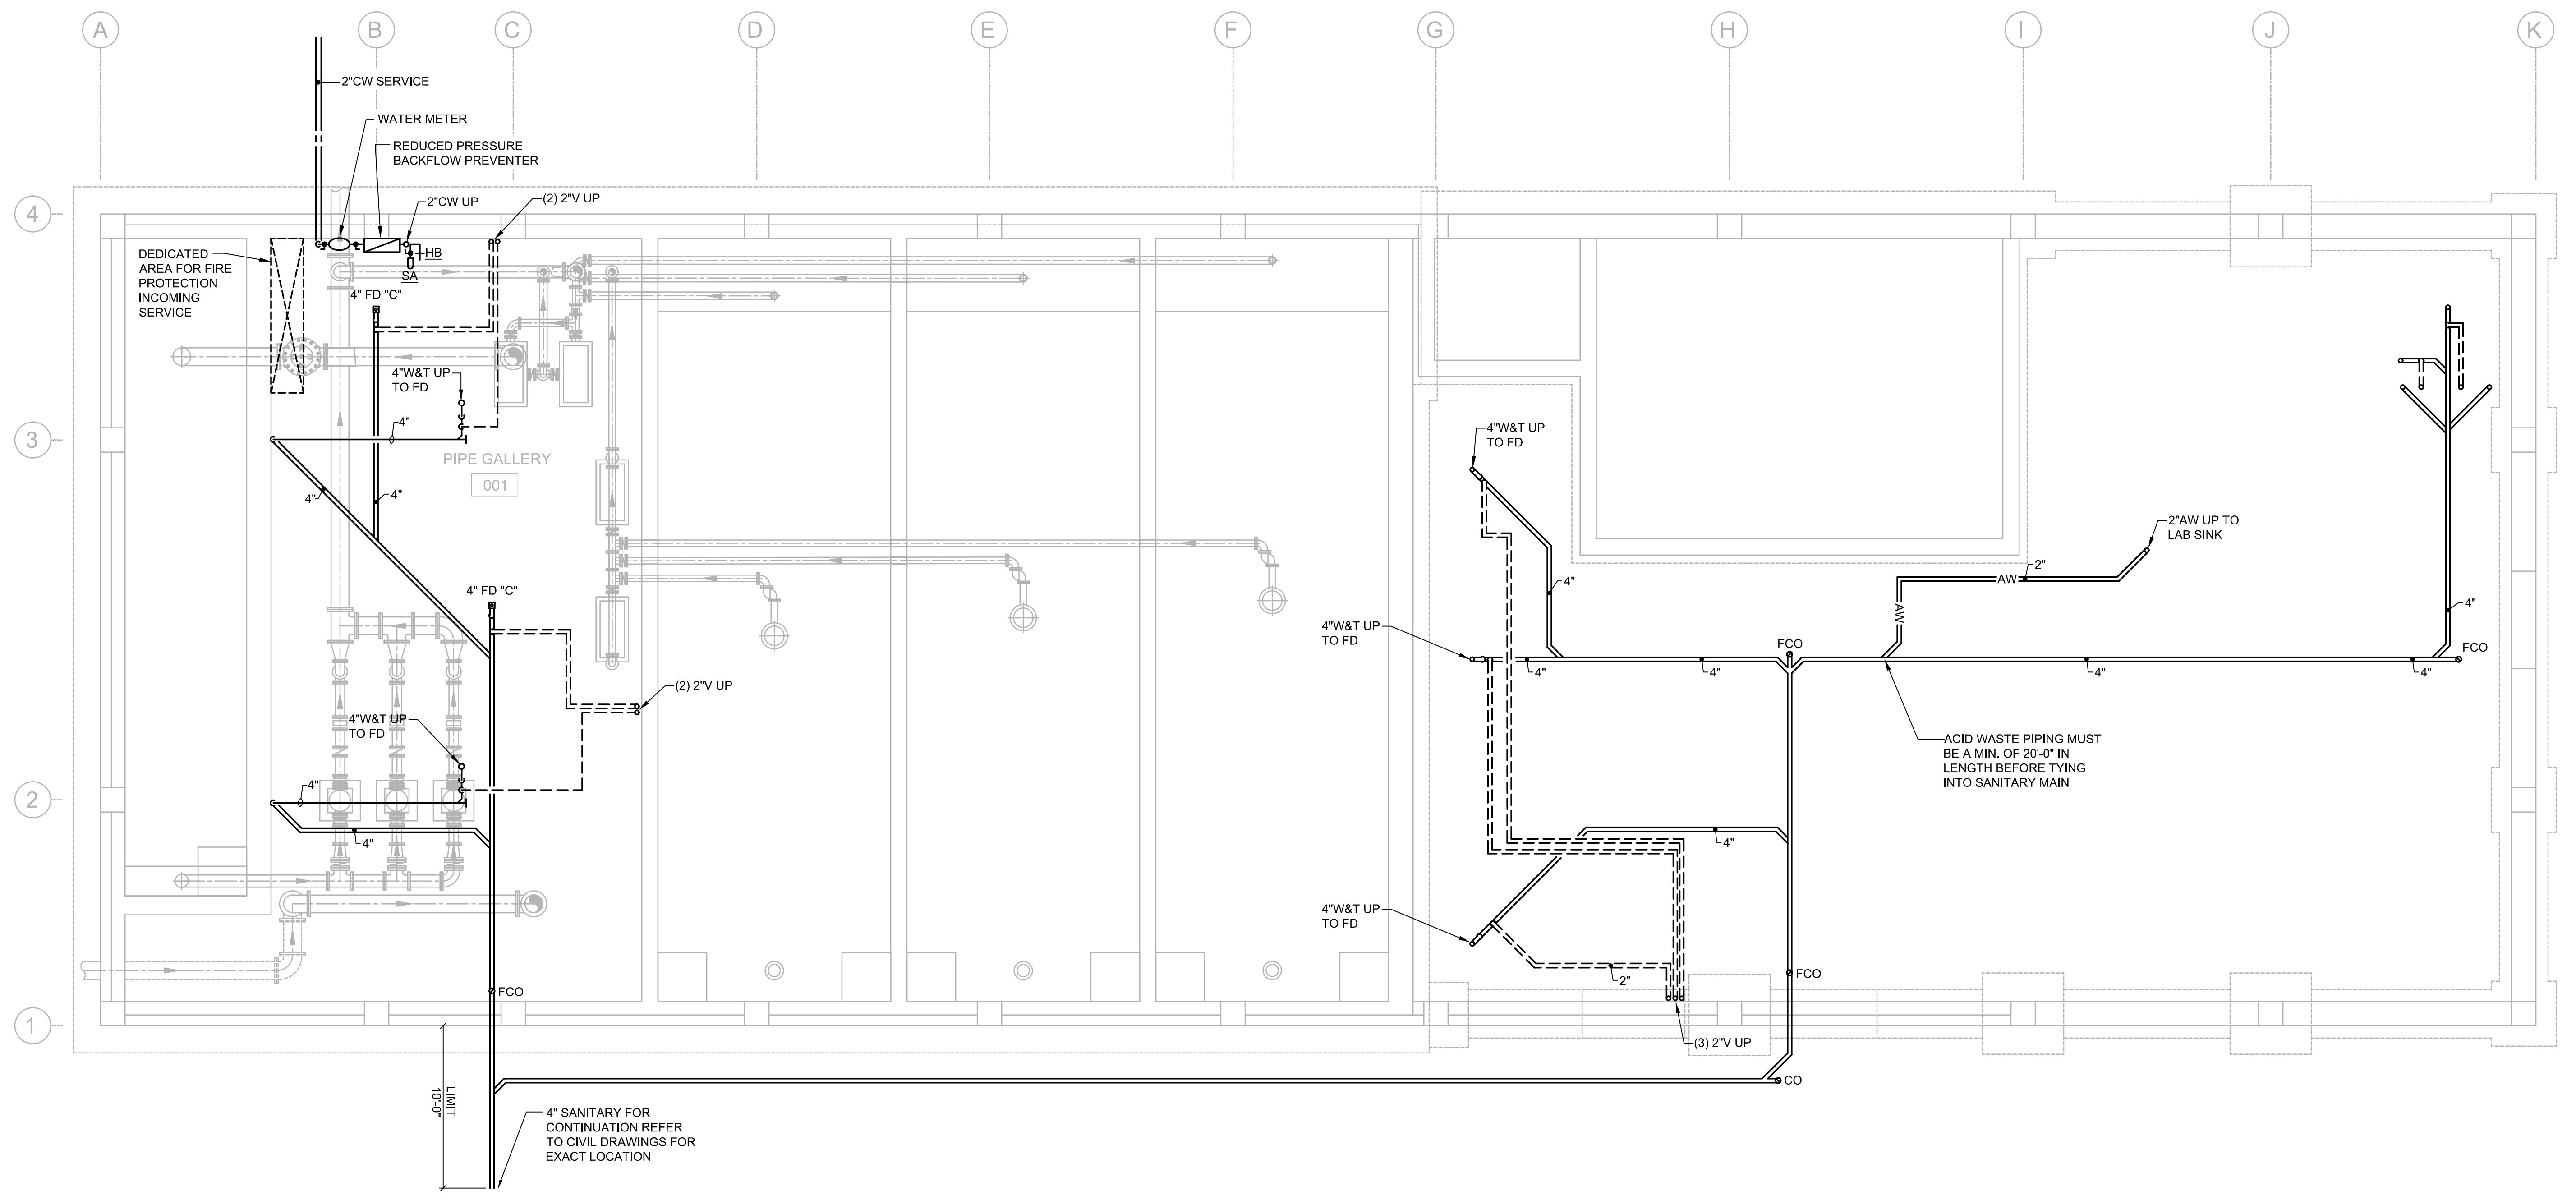 A
B
C
D
E
F
G
H
I
J
K
2"CW SERVICE
WATER METER
REDUCED PRESSURE
BACKFLOW PREVENTER
4
2"CW UP
(2) 2"V UP
DEDICATED
AREA FOR FIRE
PROTECTION
INCOMING
SERVICE
HB
SA
4" FD "C"
4"W&T UP
TO FD
4"
3
PIPE GALLERY
001
4"
4"
4"W&T UP
TO FD
4"
2"AW UP TO
LAB SINK
2"
AW
AW
4" FD "C"
4"
4"W&T UP
TO FD
FCO
FCO
4"
4"
4"
4"
(2) 2"V UP
4"W&T UP
TO FD
ACID WASTE PIPING MUST
BE A MIN. OF 20'-0" IN
LENGTH BEFORE TYING
INTO SANITARY MAIN
4"
2
4"
4"
4"W&T UP
TO FD
FCO
2"
FCO
1
(3) 2"V UP
CO
LIMIT
10'-0"
4" SANITARY FOR
CONTINUATION REFER
TO CIVIL DRAWINGS FOR
EXACT LOCATION